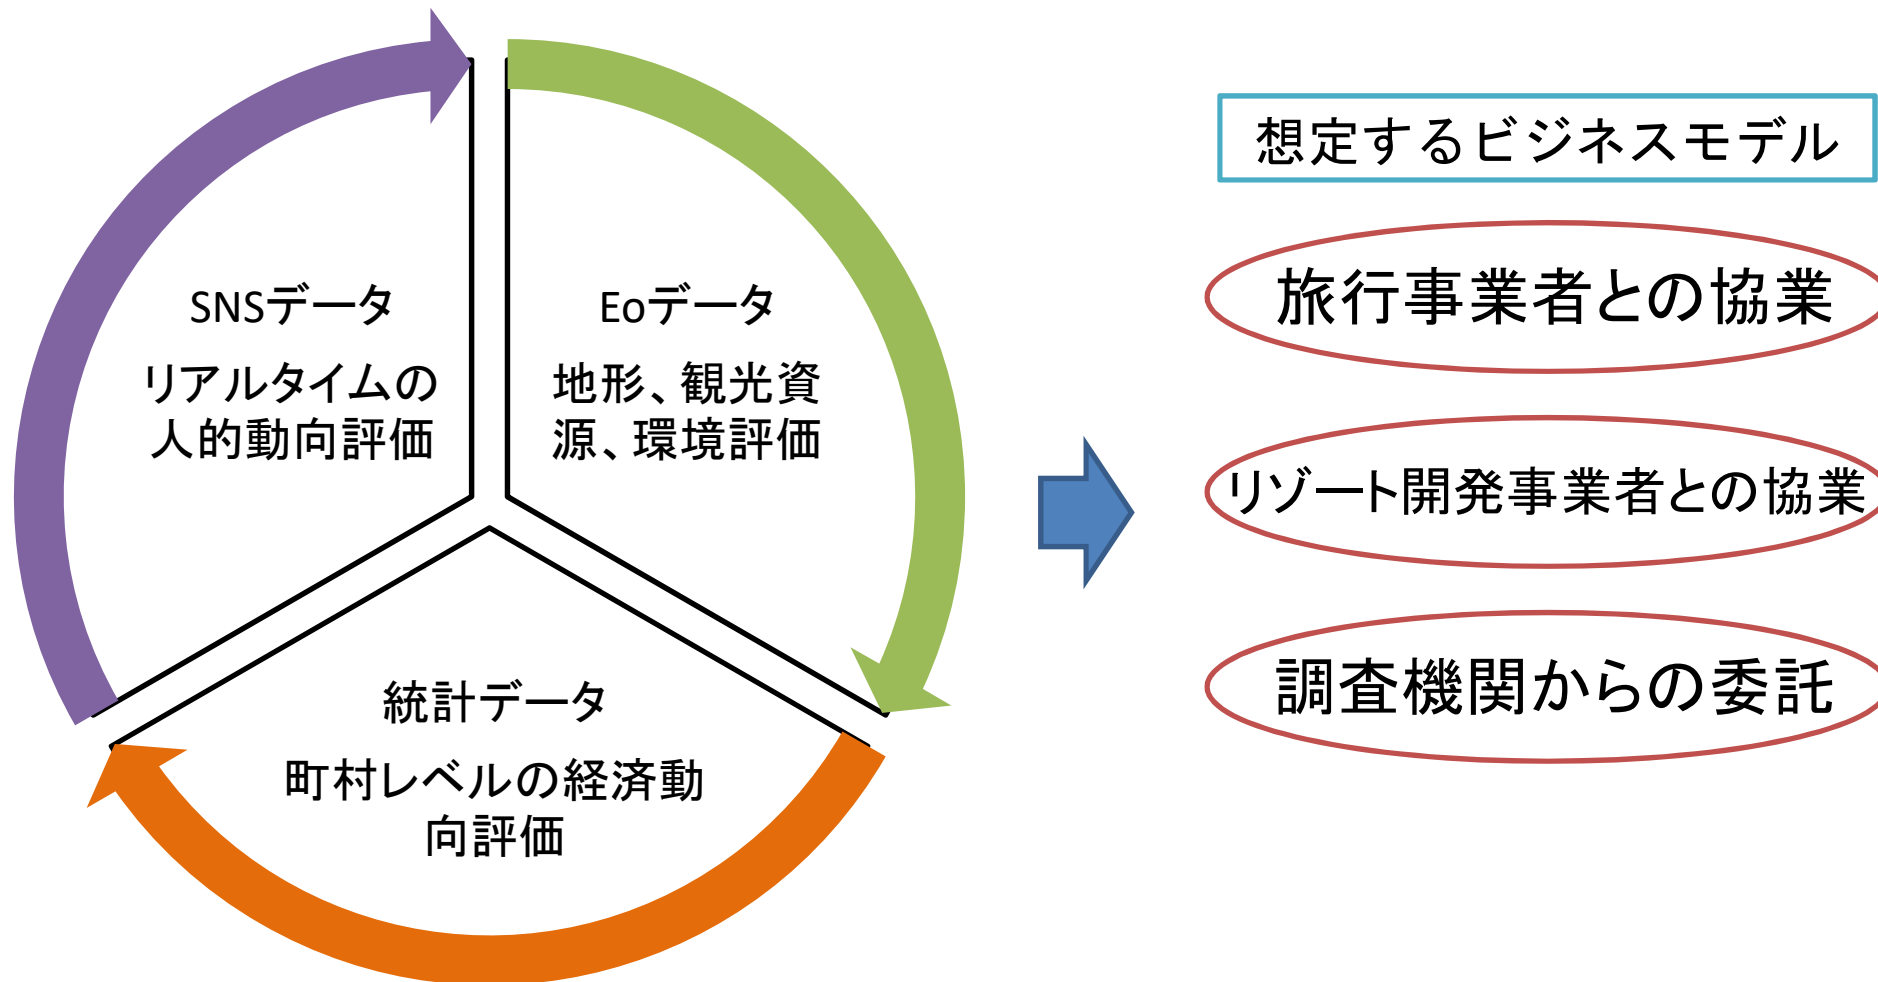 SNSデータ
リアルタイムの
人的動向評価
Eoデータ
地形、観光資
源、環境評価
統計データ
町村レベルの経済動
向評価
想定するビジネスモデル
旅行事業者との協業
リゾート開発事業者との協業
調査機関からの委託